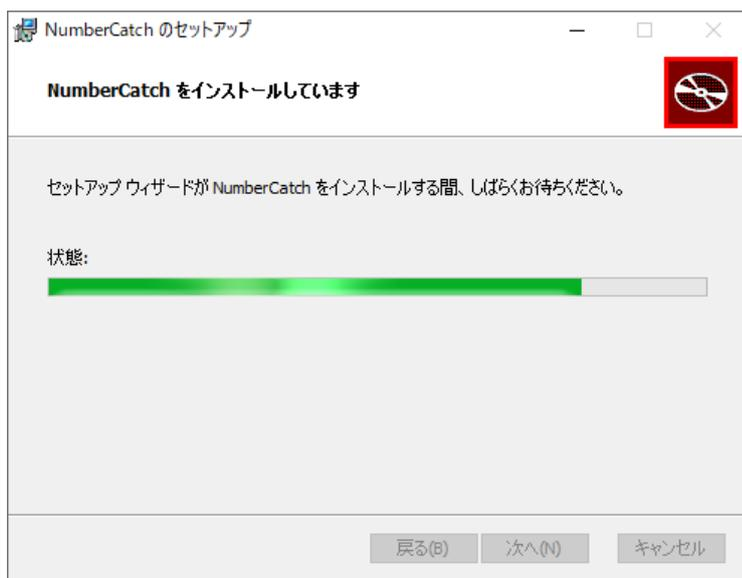 NumberCatch のセットアップ
NumberCatch をインストールしています
セットアップ ウィザードが NumberCatch をインストールする間、しばらくお待ちください。
状態:
戻る(B) 次へ(N) キャンセル